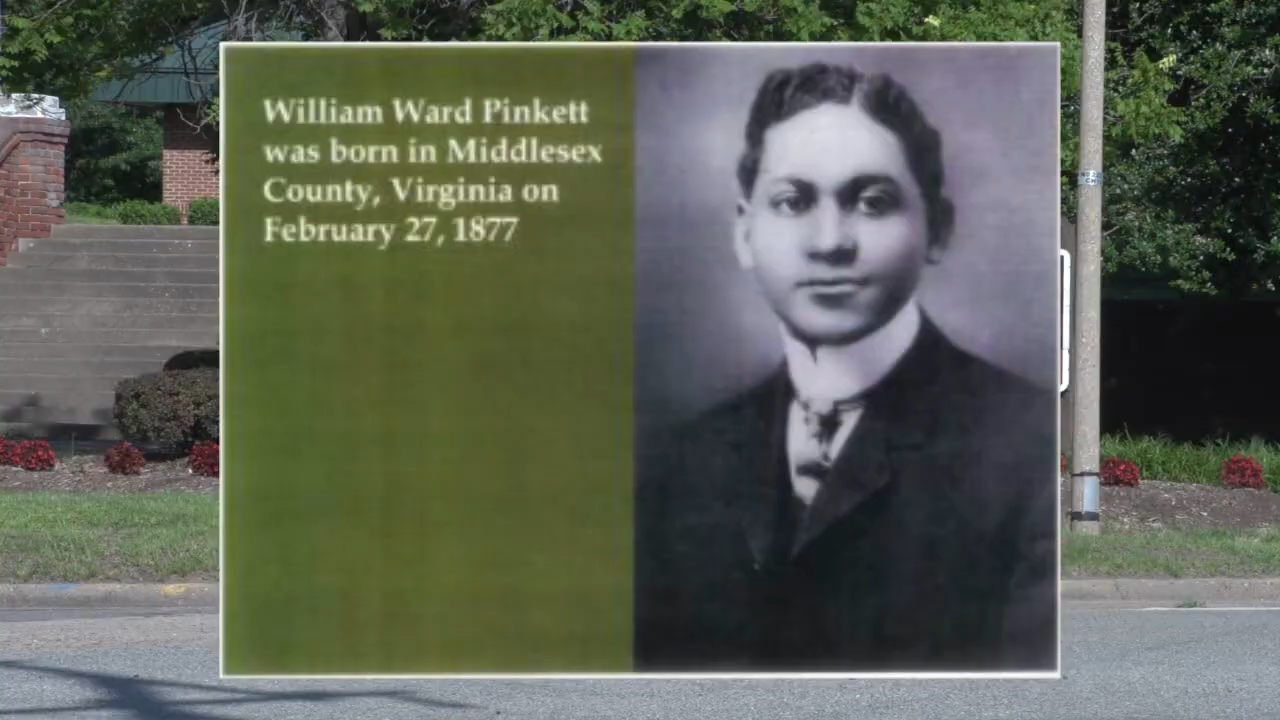 William Ward Pinkett
was born in Middlesex
County, Virginia on
February 27, 1877